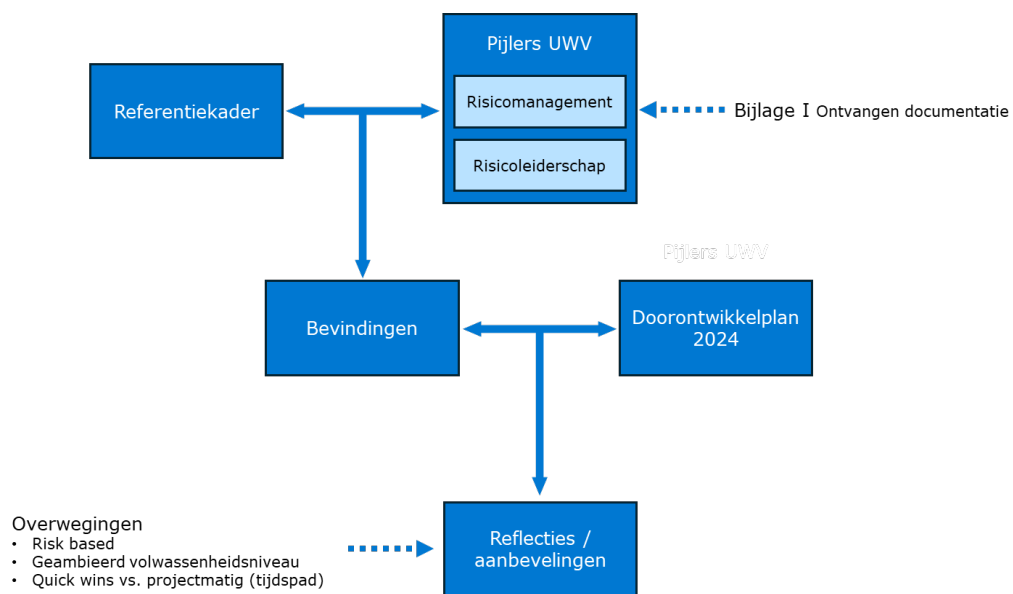 Pijlers UWV
Referentiekader
Risicomanagement
Bijlage I Ontvangen documentatie
Risicoleiderschap
Pijlers UWV
Bevindingen
Doorontwikkelplan
2024
Overwegingen
• Risk based
• Geambieerd volwassenheidsniveau
• Quick wins vs. projectmatig (tijdspad)
Reflecties /
aanbevelingen